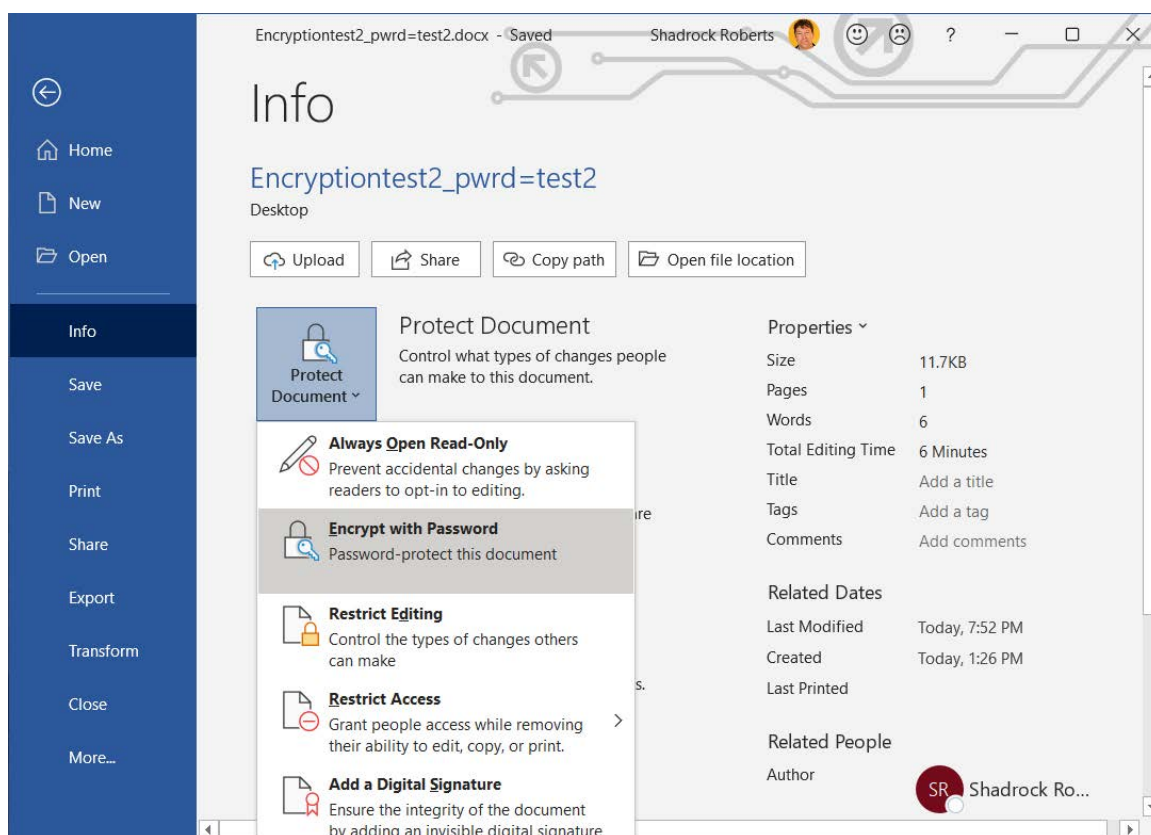 Encryptiontest2_pwrd=test2.docx - Saved
Shadrock Roberts
?
Info
Home
New
Open
Info
Save
Save As
Print
Share
Export
Transform
Close
More...
Encryptiontest2_pwrd=test2
Desktop
Upload
Share
Copy path
Open file location
Protect
Document
Protect Document
Control what types of changes people
can make to this document.
Always Open Read-Only
Prevent accidental changes by asking
readers to opt-in to editing.
Encrypt with Password
Password-protect this document
Restrict Editing
Control the types of changes others
can make
Restrict Access
Grant people access while removing
their ability to edit, copy, or print.
Add a Digital Signature
Ensure the integrity of the document
by adding an invisible digital signature
Properties
Size 11.7KB
Pages 1
Words 6
Total Editing Time 6 Minutes
Title Add a title
Tags Add a tag
Comments Add comments
Related Dates
Last Modified Today, 7:52 PM
Created Today, 1:26 PM
Last Printed
Related People
Author
SR Shadrock Ro...